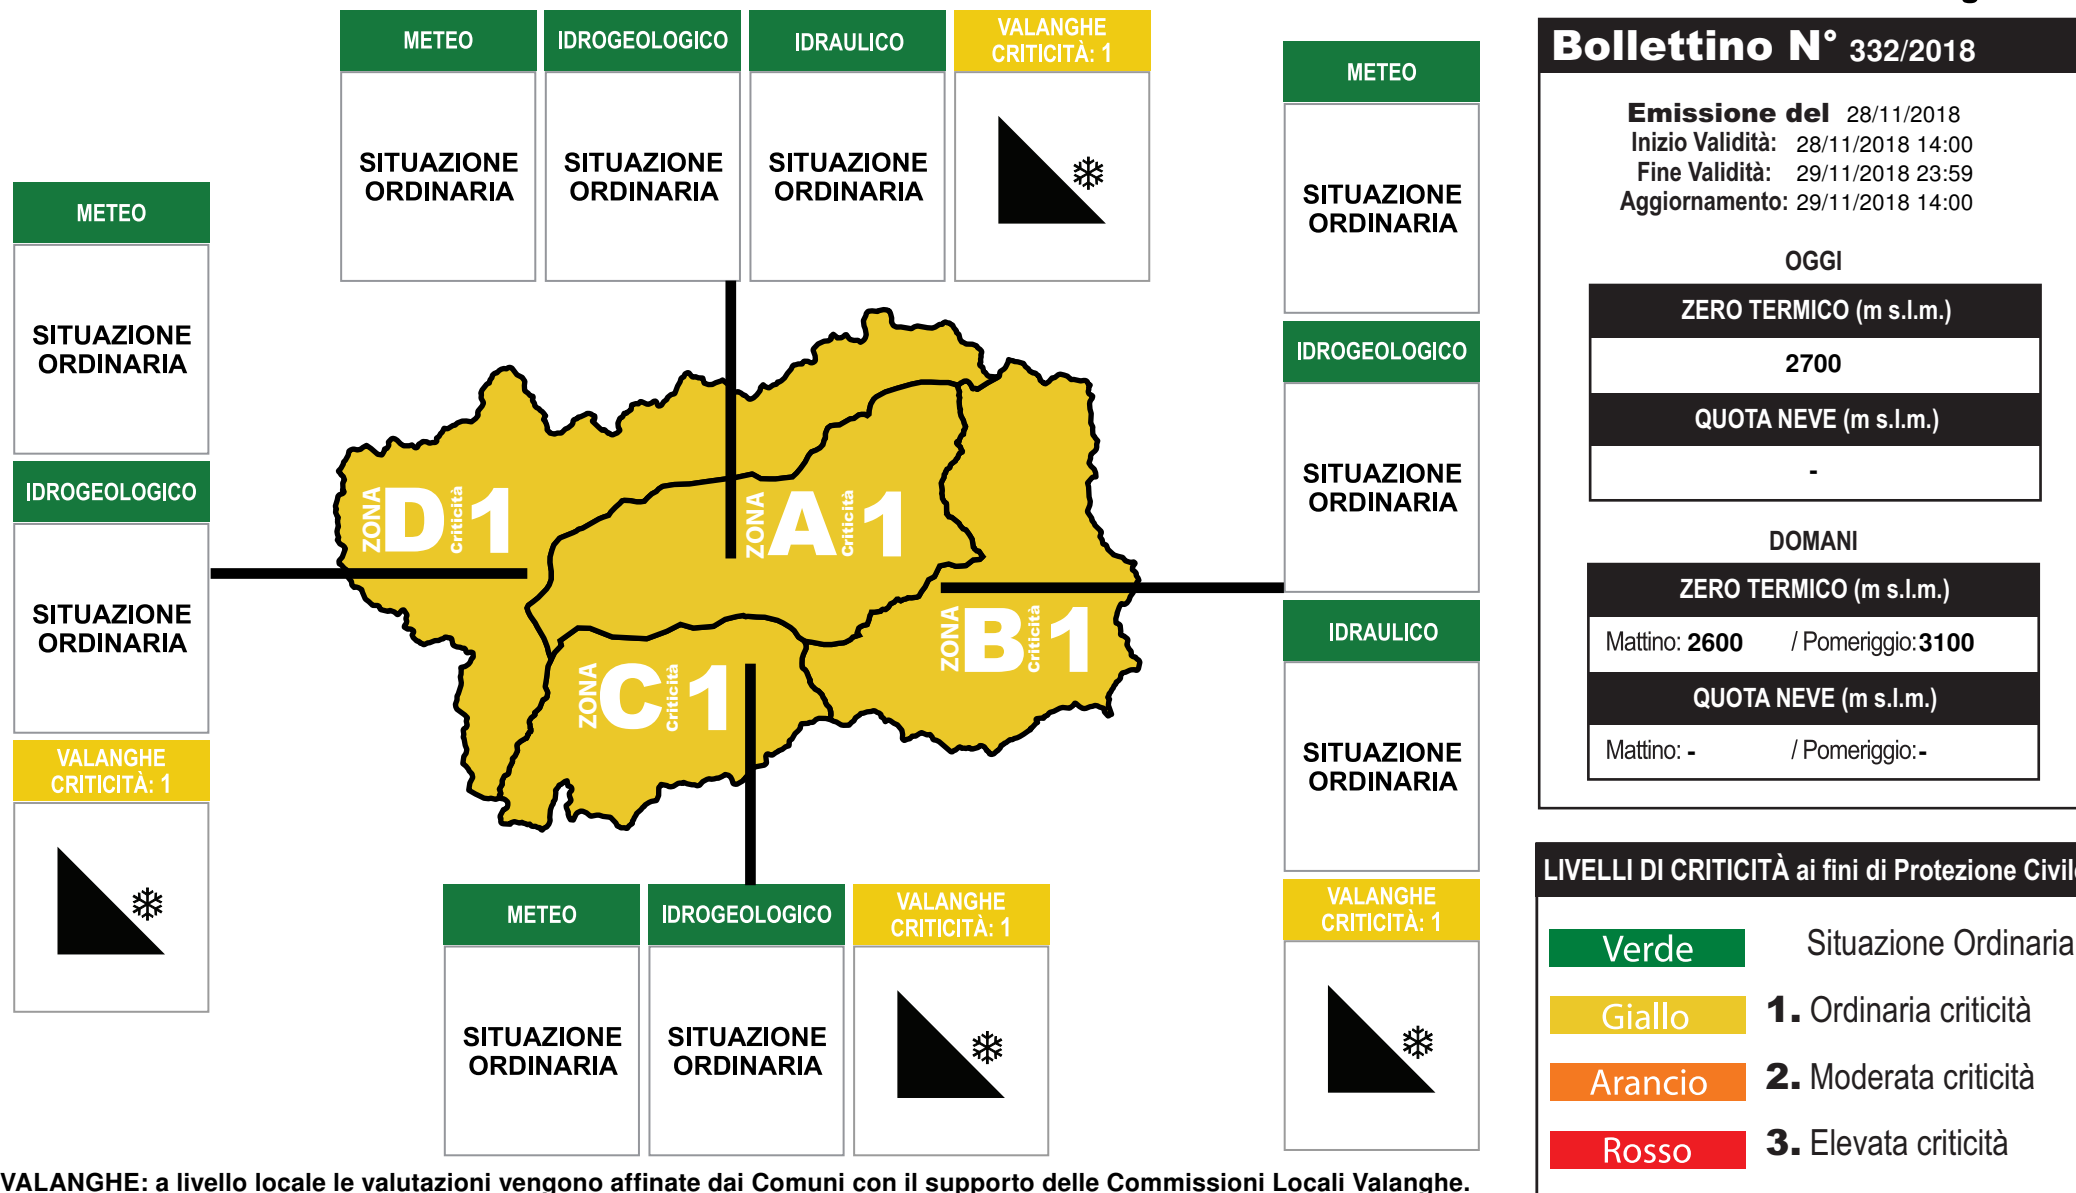 METEO
IDROGEOLOGICO
IDRAULICO
VALANGHE
CRITICITÀ: 1
SITUAZIONE
ORDINARIA
SITUAZIONE
ORDINARIA
SITUAZIONE
ORDINARIA
METEO
SITUAZIONE
ORDINARIA
IDROGEOLOGICO
SITUAZIONE
ORDINARIA
VALANGHE
CRITICITÀ: 1
ZONA D Criticità 1
ZONA A Criticità 1
ZONA B Criticità 1
ZONA C Criticità 1
METEO
SITUAZIONE
ORDINARIA
IDROGEOLOGICO
SITUAZIONE
ORDINARIA
IDRAULICO
SITUAZIONE
ORDINARIA
VALANGHE
CRITICITÀ: 1
METEO
IDROGEOLOGICO
VALANGHE
CRITICITÀ: 1
SITUAZIONE
ORDINARIA
SITUAZIONE
ORDINARIA
VALANGHE: a livello locale le valutazioni vengono affinate dai Comuni con il supporto delle Commissioni Locali Valanghe.
Bollettino N° 332/2018
Emissione del 28/11/2018
Inizio Validità: 28/11/2018 14:00
Fine Validità: 29/11/2018 23:59
Aggiornamento: 29/11/2018 14:00
OGGI
ZERO TERMICO (m s.l.m.)
2700
QUOTA NEVE (m s.l.m.)
-
DOMANI
ZERO TERMICO (m s.l.m.)
Mattino: 2600 / Pomeriggio: 3100
QUOTA NEVE (m s.l.m.)
Mattino: - / Pomeriggio: -
LIVELLI DI CRITICITÀ ai fini di Protezione Civile
Verde Situazione Ordinaria
Giallo 1. Ordinaria criticità
Arancio 2. Moderata criticità
Rosso 3. Elevata criticità